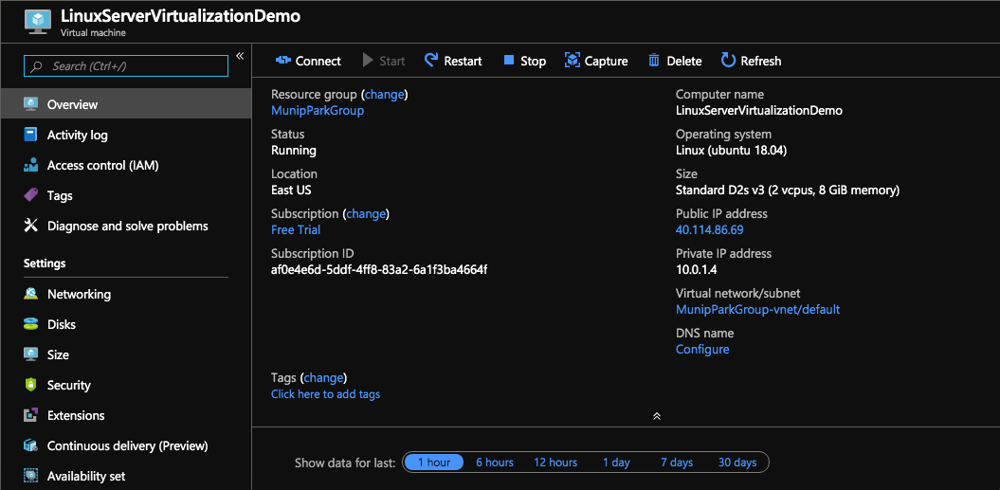 LinuxServerVirtualizationDemo
Virtual machine
Search (Ctrl+/)
«
Overview
Activity log
Access control (IAM)
Tags
Diagnose and solve problems
Settings
Networking
Disks
Size
Security
Extensions
Continuous delivery (Preview)
Availability set
Connect Start Restart Stop Capture Delete Refresh
Resource group (change)
MunipParkGroup
Status
Running
Location
East US
Subscription (change)
Free Trial
Subscription ID
af0e4e6d-5ddf-4ff8-83a2-6a1f3ba4664f
Computer name
LinuxServerVirtualizationDemo
Operating system
Linux (ubuntu 18.04)
Size
Standard D2s v3 (2 vcpus, 8 GiB memory)
Public IP address
40.114.86.69
Private IP address
10.0.1.4
Virtual network/subnet
MunipParkGroup-vnet/default
DNS name
Configure
Tags (change)
Click here to add tags
Show data for last: 1 hour 6 hours 12 hours 1 day 7 days 30 days